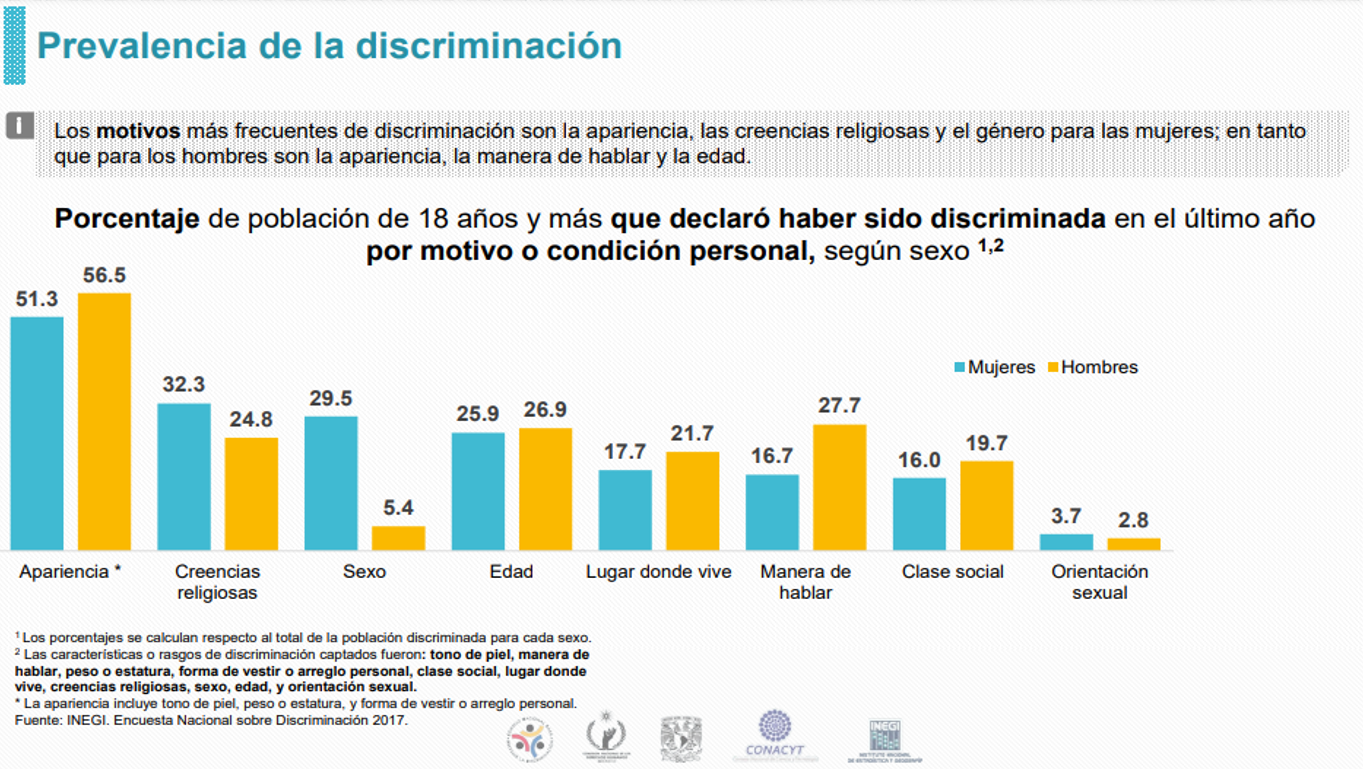 Prevalencia de la discriminación
i
Los motivos más frecuentes de discriminación son la apariencia, las creencias religiosas y el género para las mujeres; en tanto
que para los hombres son la apariencia, la manera de hablar y la edad.
Porcentaje de población de 18 años y más que declaró haber sido discriminada en el último año
por motivo o condición personal, según sexo 1,2
51.3
56.5
32.3
24.8
29.5
5.4
25.9
26.9
17.7
21.7
16.7
27.7
16.0
19.7
3.7
2.8
Mujeres Hombres
Apariencia *
Creencias
religiosas
Sexo
Edad
Lugar donde vive
Manera de
hablar
Clase social
Orientación
sexual
1 Los porcentajes se calculan respecto al total de la población discriminada para cada sexo.
2 Las características o rasgos de discriminación captados fueron: tono de piel, manera de
hablar, peso o estatura, forma de vestir o arreglo personal, clase social, lugar donde
vive, creencias religiosas, sexo, edad, y orientación sexual.
* La apariencia incluye tono de piel, peso o estatura, y forma de vestir o arreglo personal.
Fuente: INEGI. Encuesta Nacional sobre Discriminación 2017.
CONACYT
INEGI
INSTITUTO NACIONAL
DE ESTADÍSTICA Y GEOGRAFÍA